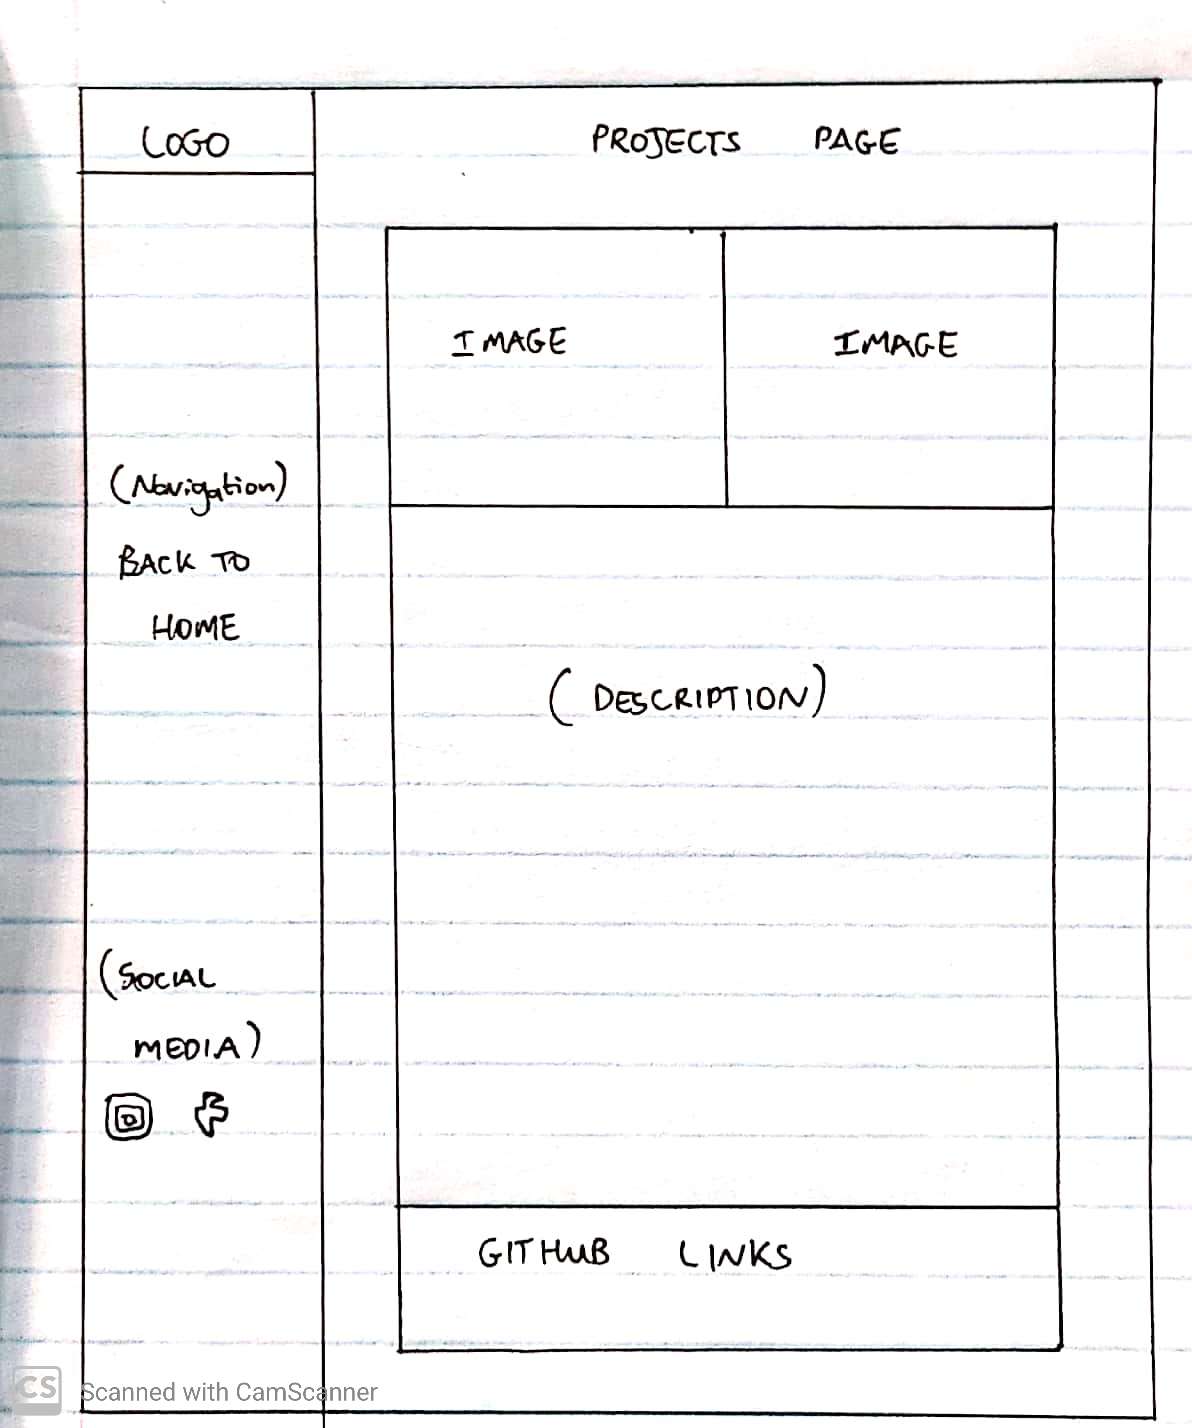 LOGO
PROJECTS PAGE
IMAGE
IMAGE
(Navigation)
BACK TO
HOME
(DESCRIPTION)
(SOCIAL
MEDIA)
GITHUB LINKS
CS
Scanned with CamScanner